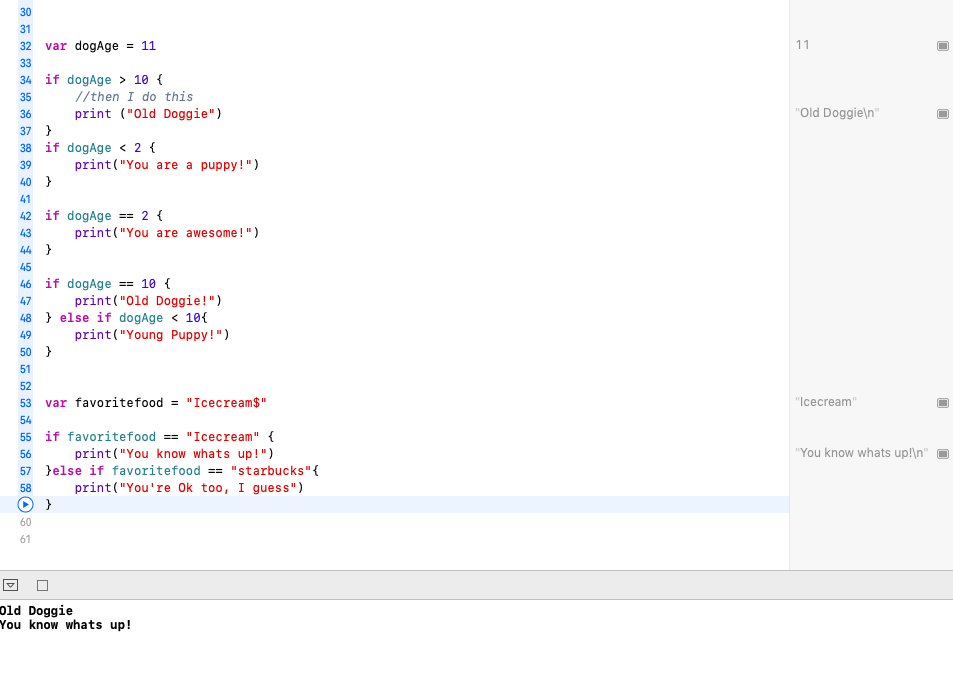 30
31
32 var dogAge = 11 11
33
34 if dogAge > 10 {
35 //then I do this
36 print ("Old Doggie") "Old Doggie\n"
37 }
38 if dogAge < 2 {
39 print("You are a puppy!")
40 }
41
42 if dogAge == 2 {
43 print("You are awesome!")
44 }
45
46 if dogAge == 10 {
47 print("Old Doggie!")
48 } else if dogAge < 10{
49 print("Young Puppy!")
50 }
51
52
53 var favoritefood = "Icecream$" "Icecream"
54
55 if favoritefood == "Icecream" {
56 print("You know whats up!") "You know whats up!\n"
57 }else if favoritefood == "starbucks"{
58 print("You're Ok too, I guess")
}
60
61
Old Doggie
You know whats up!